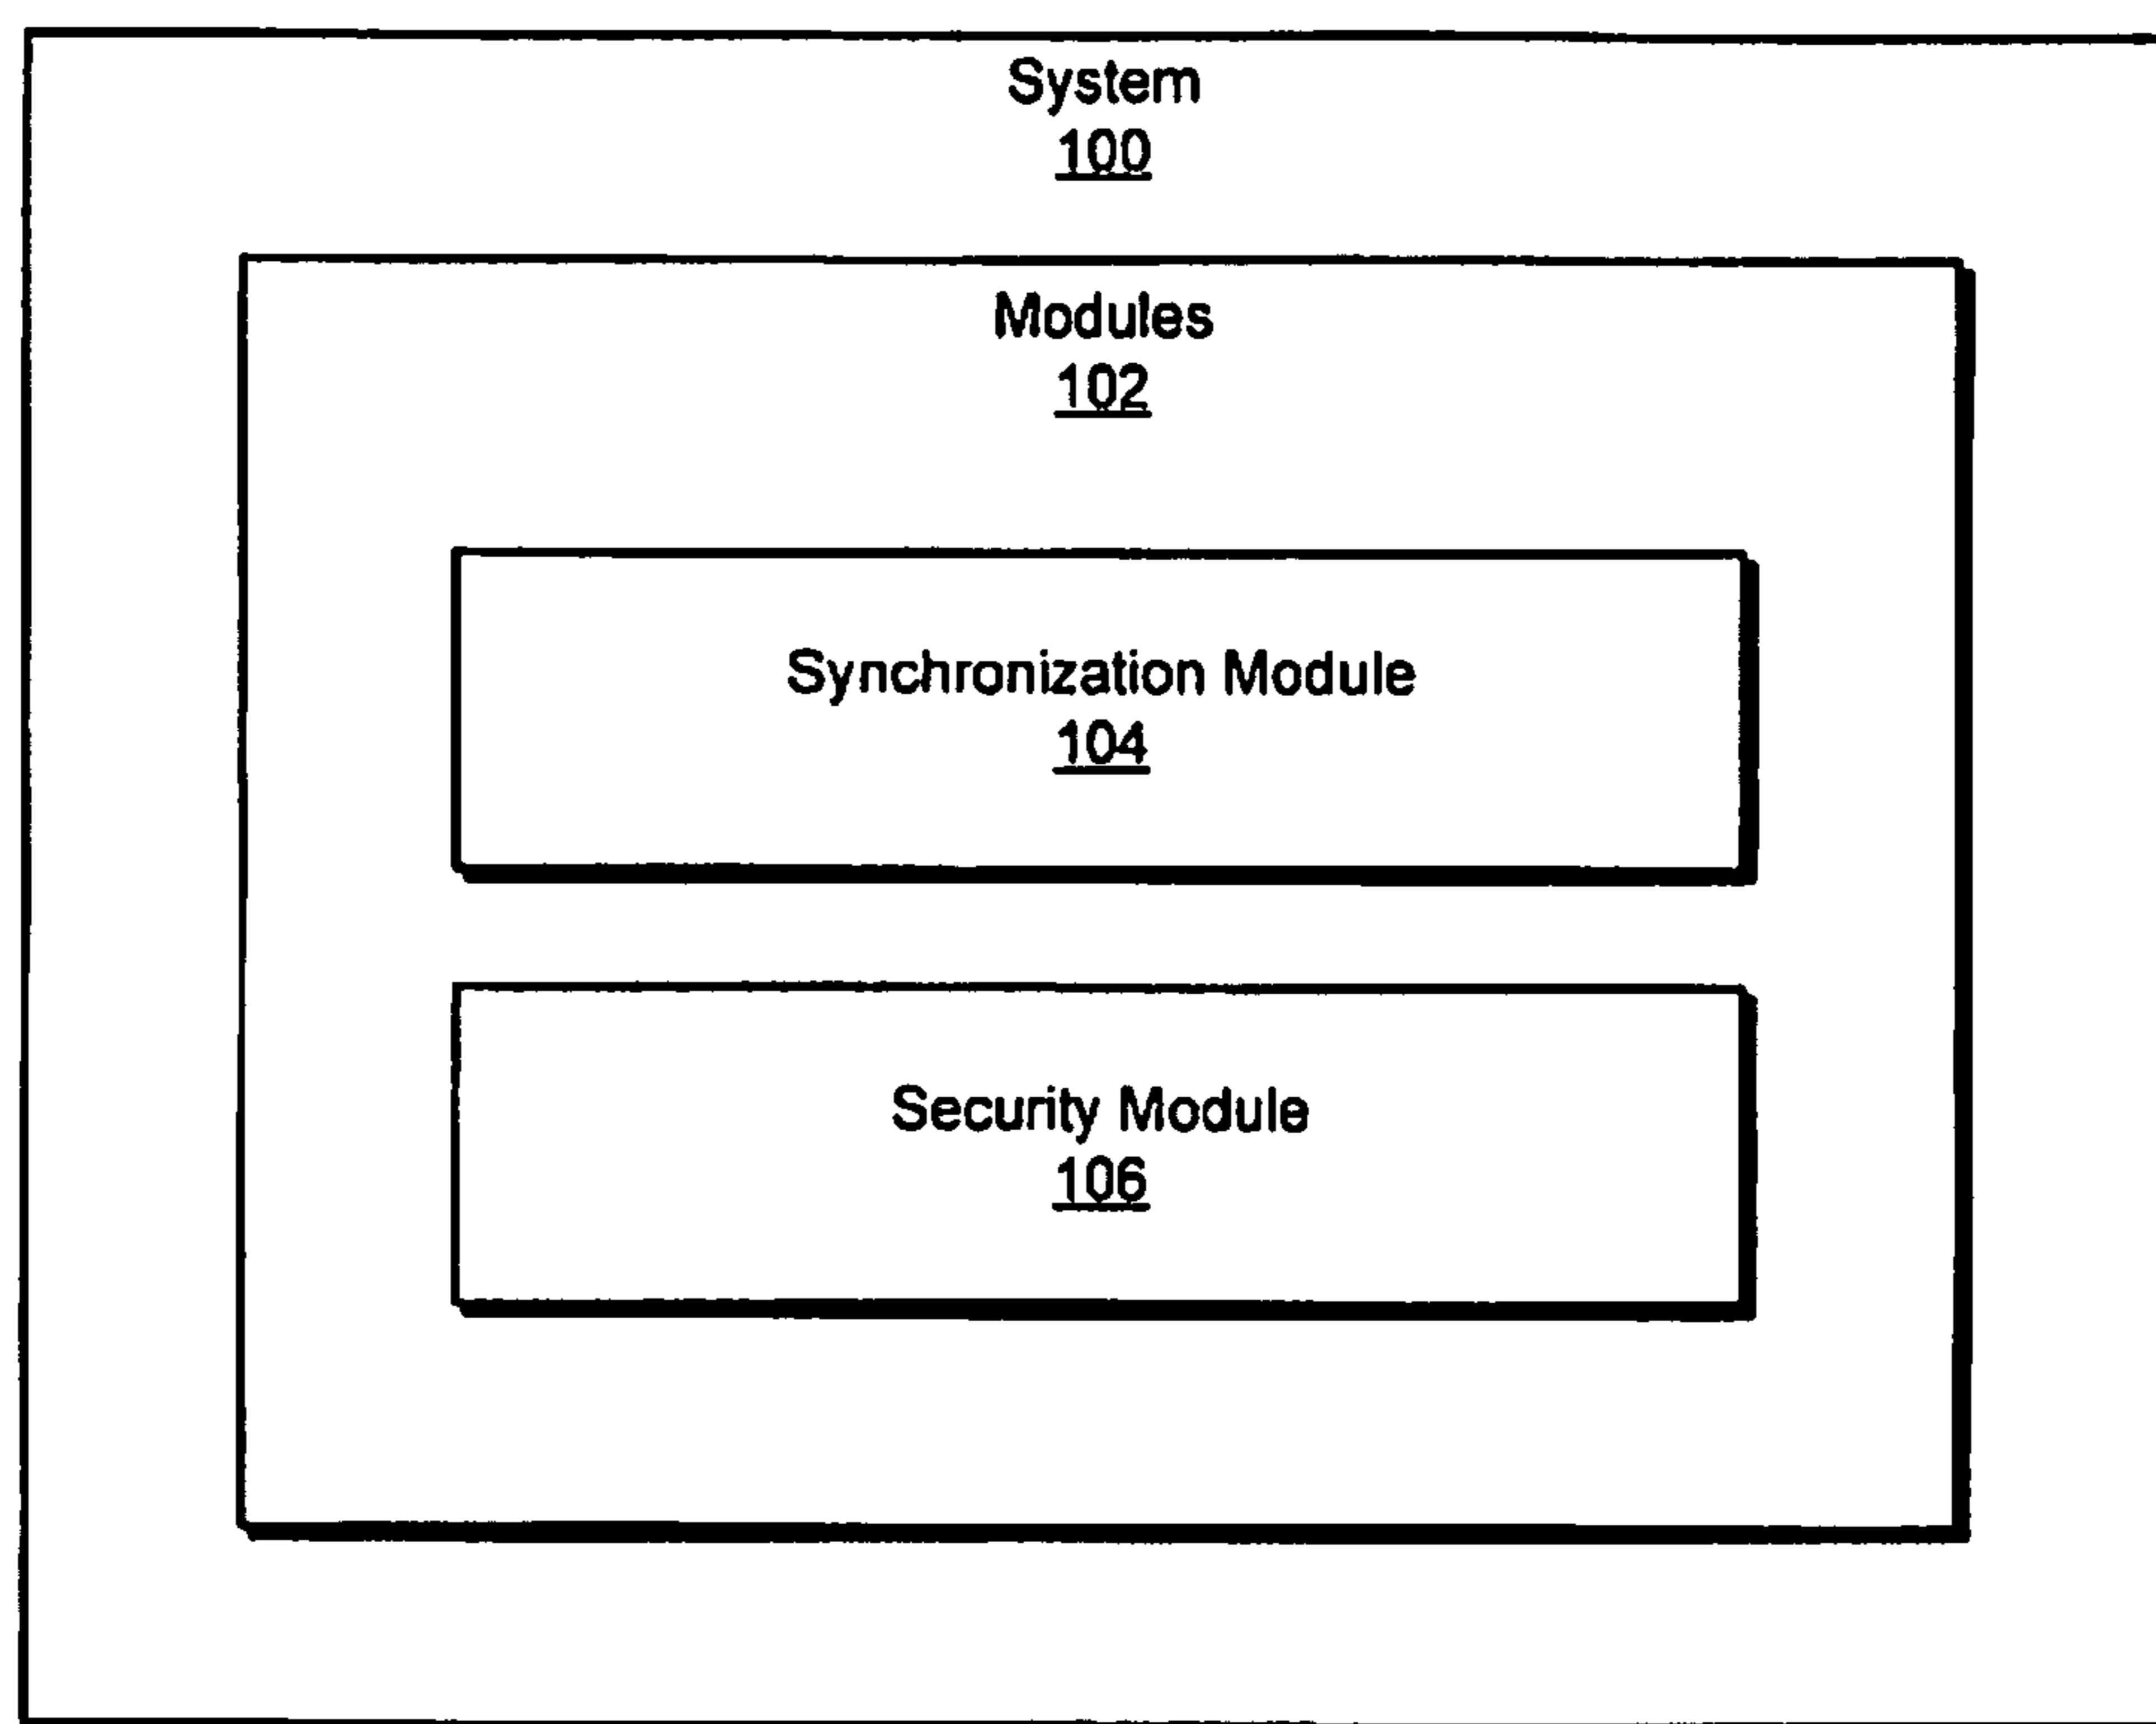 System
100
Modules
102
Synchronization Module
104
Security Module
106